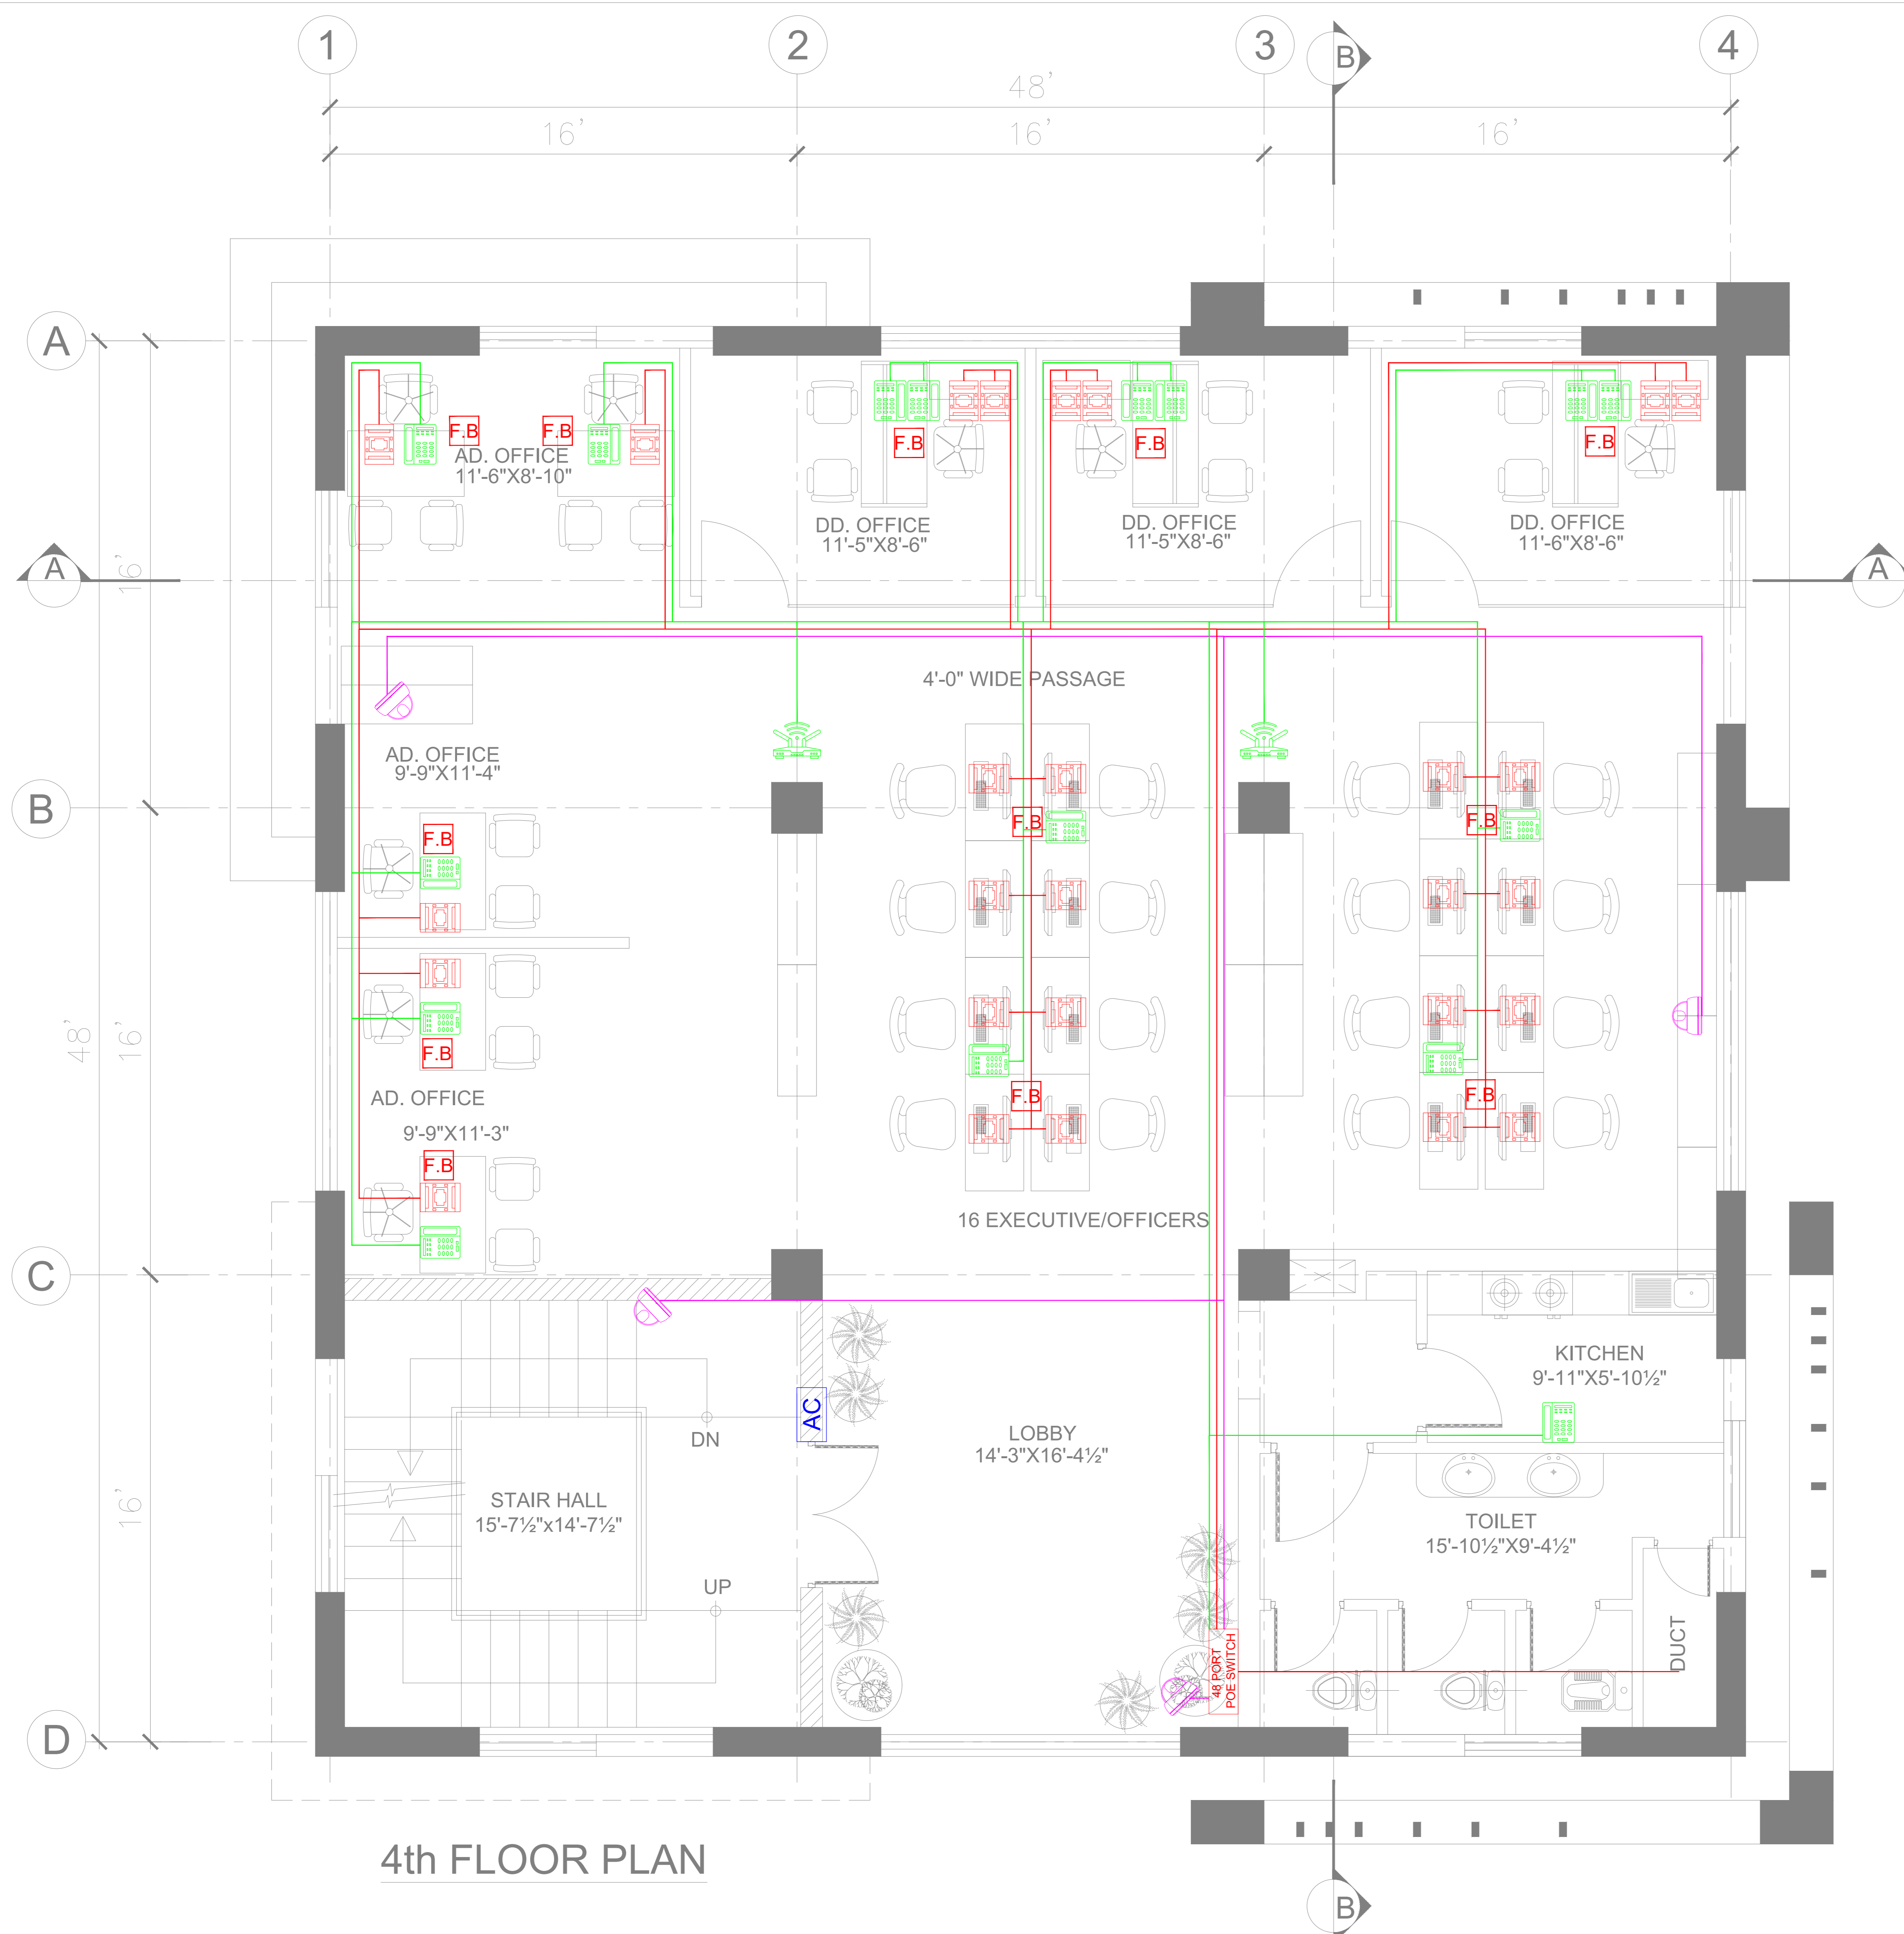 1
2
3
B
4
48'
16'
16'
16'
A
F.B
F.B
AD. OFFICE
11'-6"X8'-10"
F.B
F.B
F.B
DD. OFFICE
11'-5"X8'-6"
DD. OFFICE
11'-5"X8'-6"
DD. OFFICE
11'-6"X8'-6"
A
16'
A
4'-0" WIDE PASSAGE
AD. OFFICE
9'-9"X11'-4"
B
F.B
F.B
F.B
48'
16'
F.B
AD. OFFICE
9'-9"X11'-3"
F.B
F.B
F.B
16 EXECUTIVE/OFFICERS
C
KITCHEN
9'-11"X5'-10½"
AC
DN
LOBBY
14'-3"X16'-4½"
16'
STAIR HALL
15'-7½"x14'-7½"
TOILET
15'-10½"X9'-4½"
UP
DUCT
48 PORT
POE SWITCH
D
4th FLOOR PLAN
B